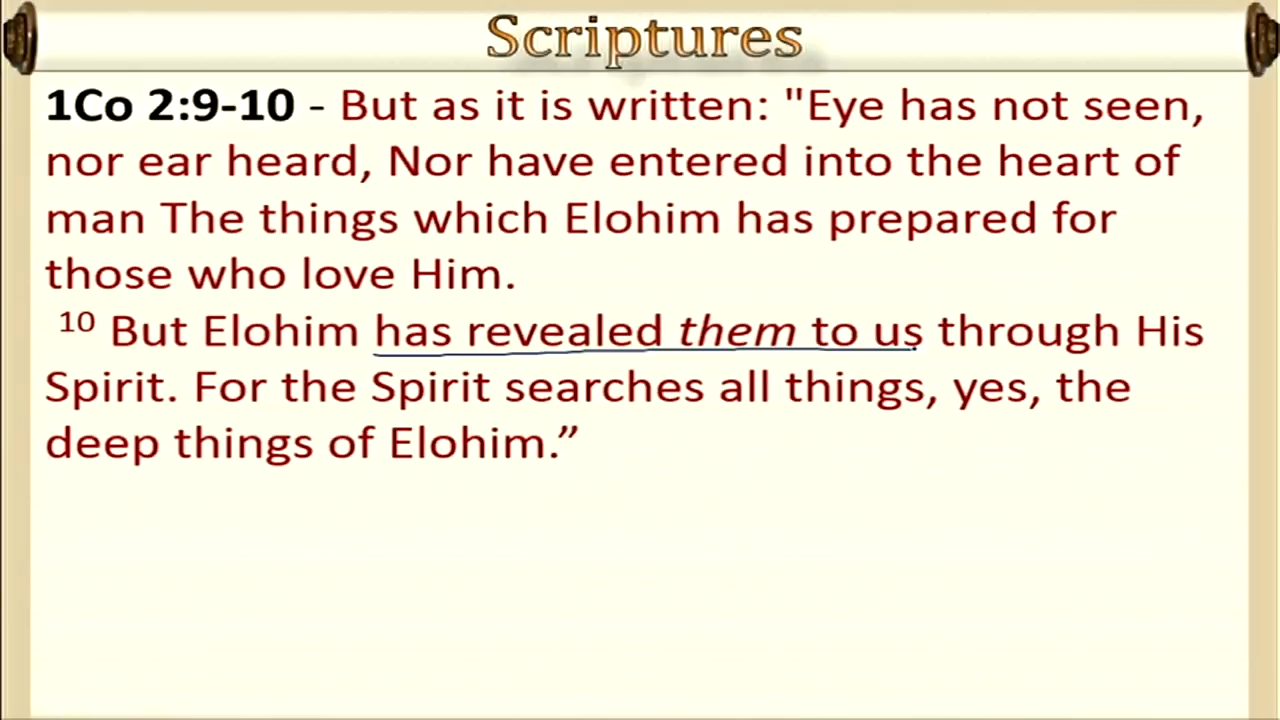 Scriptures
1Co 2:9-10 - But as it is written: "Eye has not seen,
nor ear heard, Nor have entered into the heart of
man The things which Elohim has prepared for
those who love Him.
10 But Elohim has revealed them to us through His
Spirit. For the Spirit searches all things, yes, the
deep things of Elohim.”